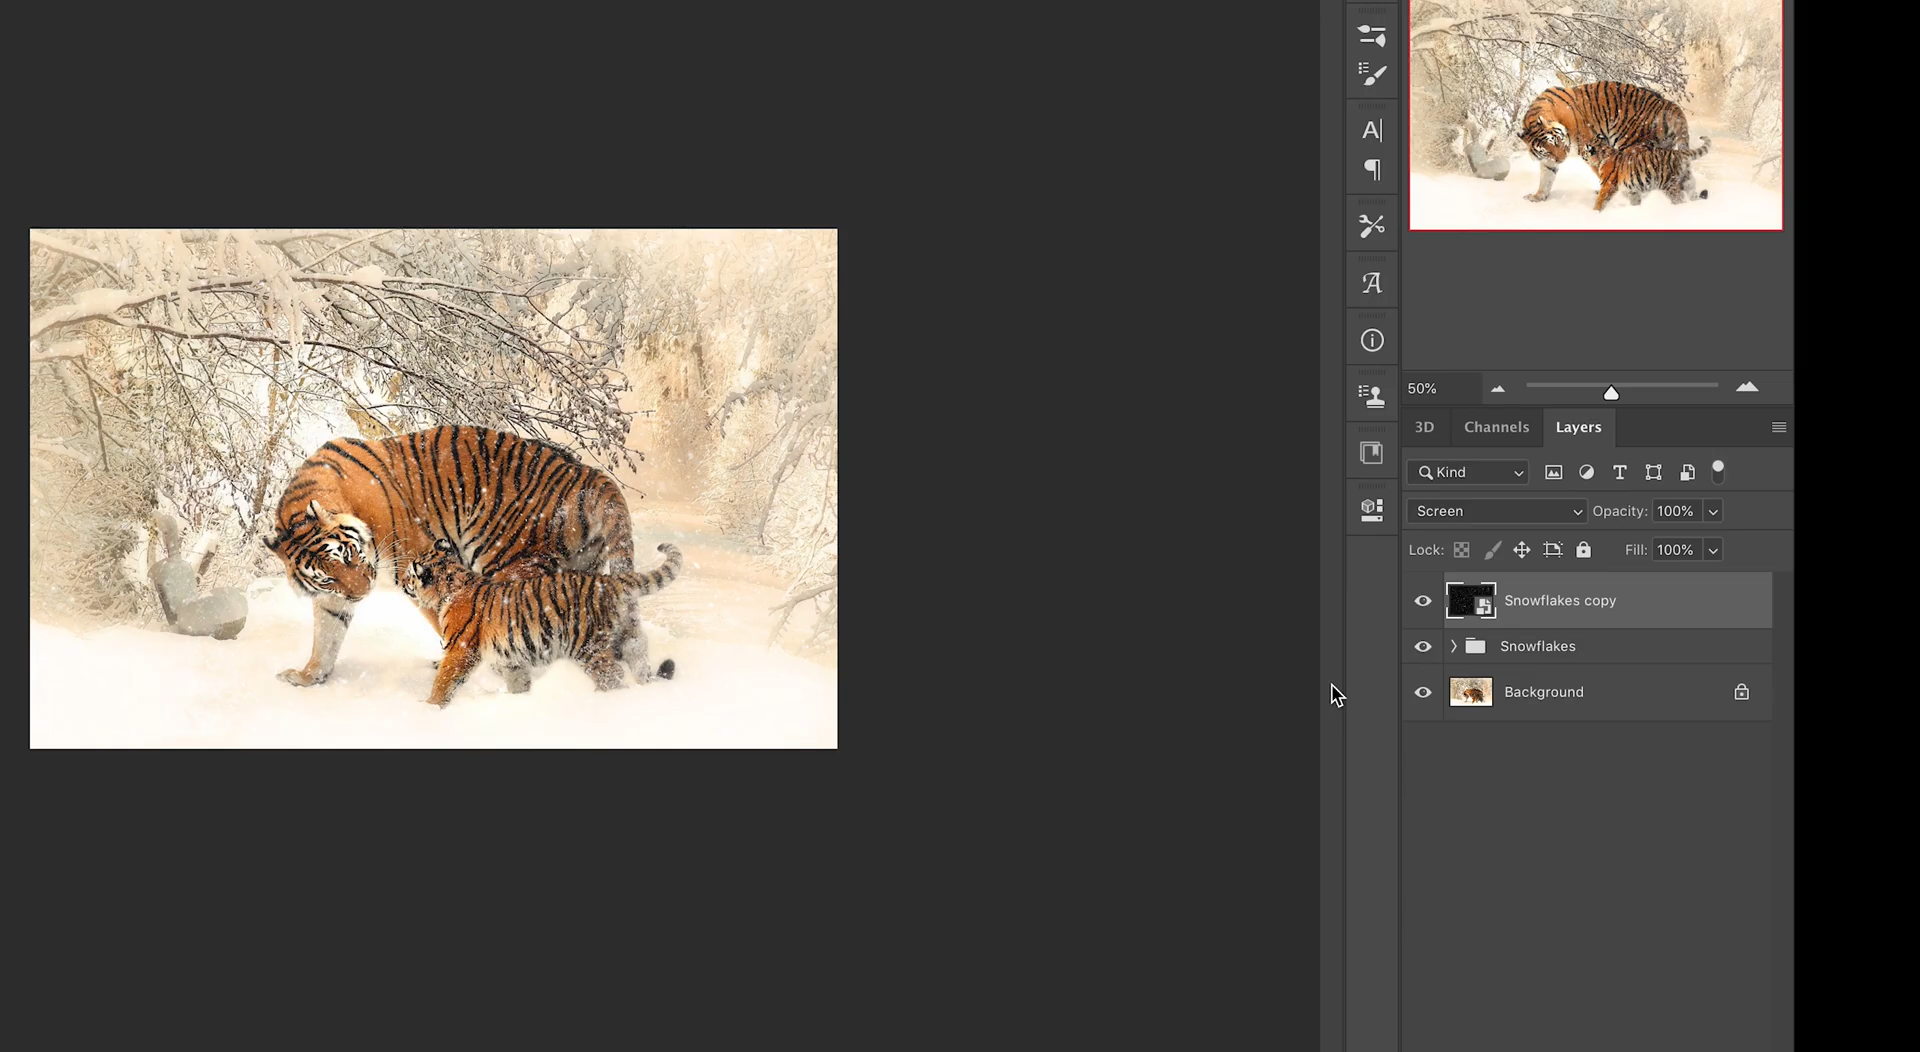 50%
3D Channels Layers
Kind
Screen Opacity: 100%
Lock: Fill: 100%
Snowflakes copy
Snowflakes
Background